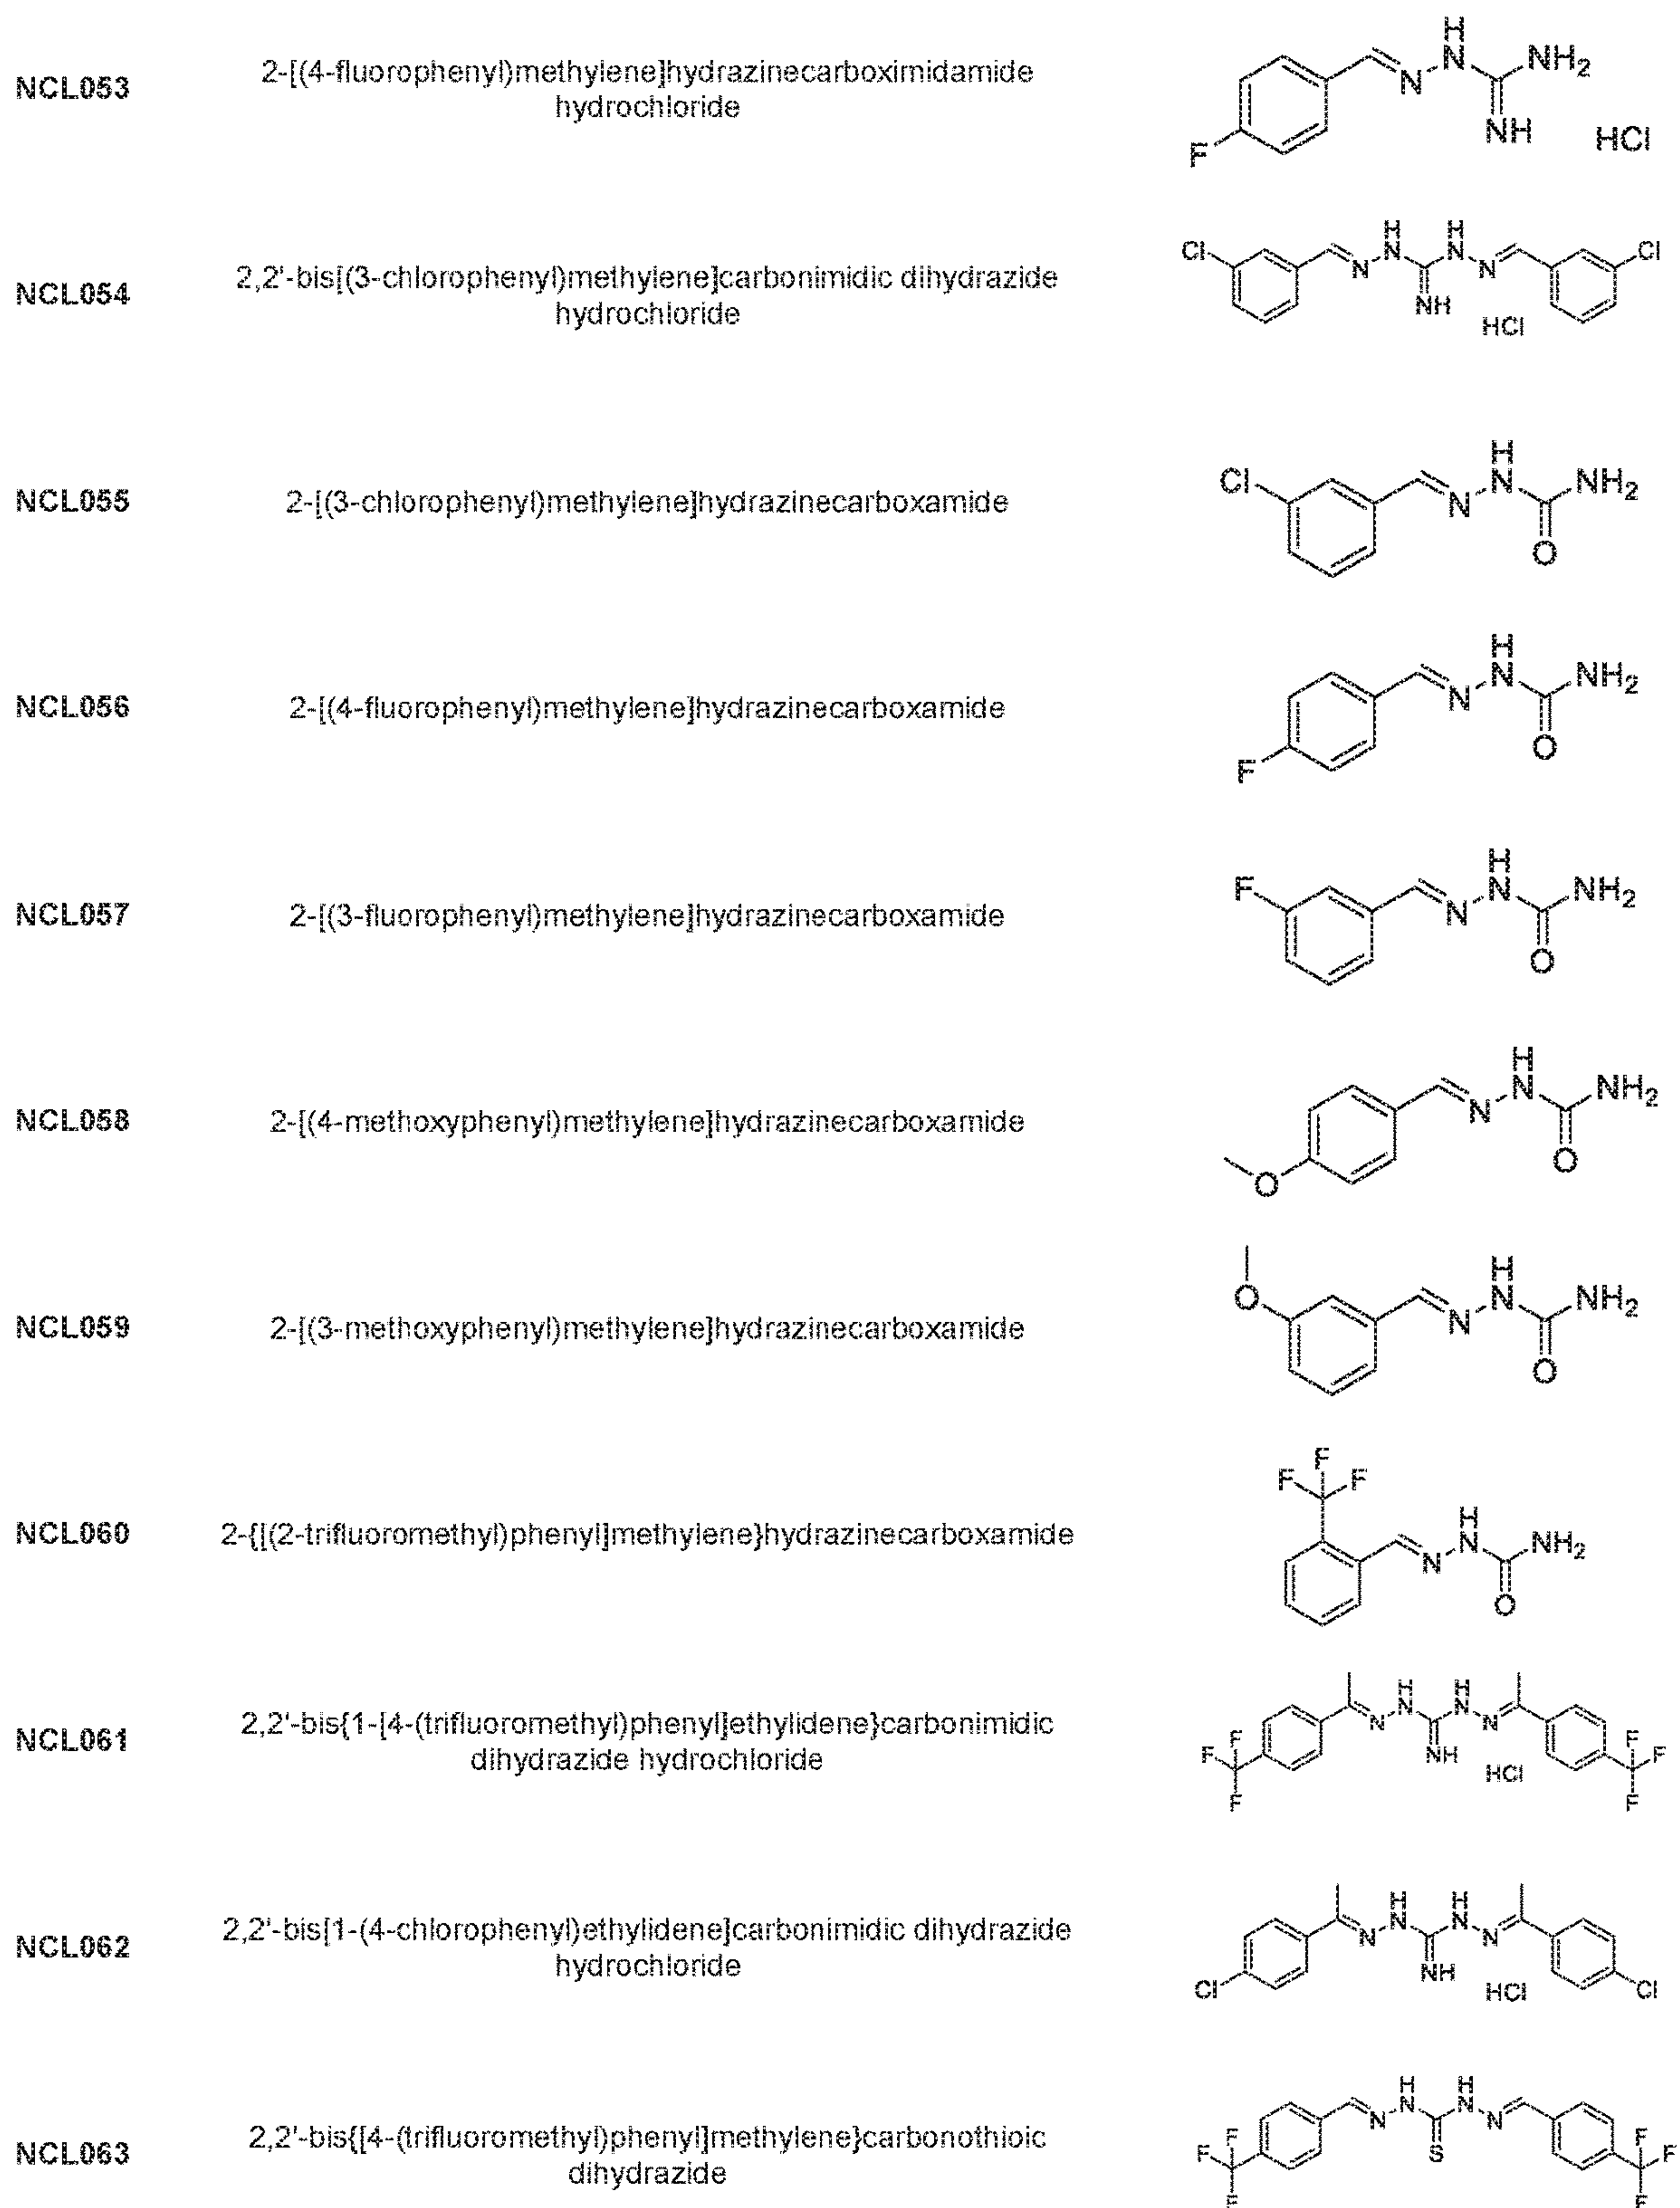 NCL053
2-[(4-fluorophenyl)methylene]hydrazinecarboximidamide
hydrochloride
H
N
NH2
N
NH
F
HCl
NCL054
2,2'-bis[(3-chlorophenyl)methylene]carbonimidic dihydrazide
hydrochloride
H
H
Cl
N
N
Cl
N
N
NH
HCl
NCL055
2-[(3-chlorophenyl)methylene]hydrazinecarboxamide
H
Cl
N
NH2
N
O
NCL056
2-[(4-fluorophenyl)methylene]hydrazinecarboxamide
H
N
NH2
N
O
F
NCL057
2-[(3-fluorophenyl)methylene]hydrazinecarboxamide
H
F
N
NH2
N
O
NCL058
2-[(4-methoxyphenyl)methylene]hydrazinecarboxamide
H
N
NH2
N
O
O
NCL059
2-[(3-methoxyphenyl)methylene]hydrazinecarboxamide
H
O
N
NH2
N
O
NCL060
2-{[(2-trifluoromethyl)phenyl]methylene}hydrazinecarboxamide
F
F
F
H
N
NH2
N
O
NCL061
2,2'-bis{1-[4-(trifluoromethyl)phenyl]ethylidene}carbonimidic
dihydrazide hydrochloride
H
H
N
N
N
N
F
F
NH
HCl
F
F
F
F
NCL062
2,2'-bis[1-(4-chlorophenyl)ethylidene]carbonimidic dihydrazide
hydrochloride
H
H
N
N
N
N
NH
Cl
HCl
Cl
NCL063
2,2'-bis{[4-(trifluoromethyl)phenyl]methylene}carbonothioic
dihydrazide
H
H
N
N
N
N
F
F
S
F
F
F
F